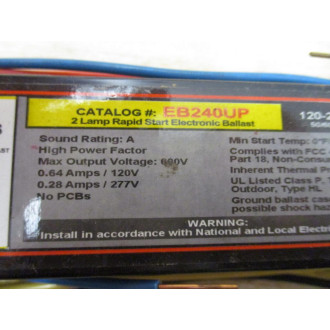 CATALOG #: EB240UP
2 Lamp Rapid Start Electronic Ballast
120-2
Sound Rating: A
High Power Factor
Max Output Voltage: 600V
0.64 Amps / 120V
0.28 Amps / 277V
No PCBs
Min Start Temp: 0°F
Complies with FCC
Part 18, Non-Consu
Inherent Thermal Pr
UL Listed Class P, T
Outdoor, Type HL
Ground ballast case
possible shock haz
WARNING:
Install in accordance with National and Local Electri